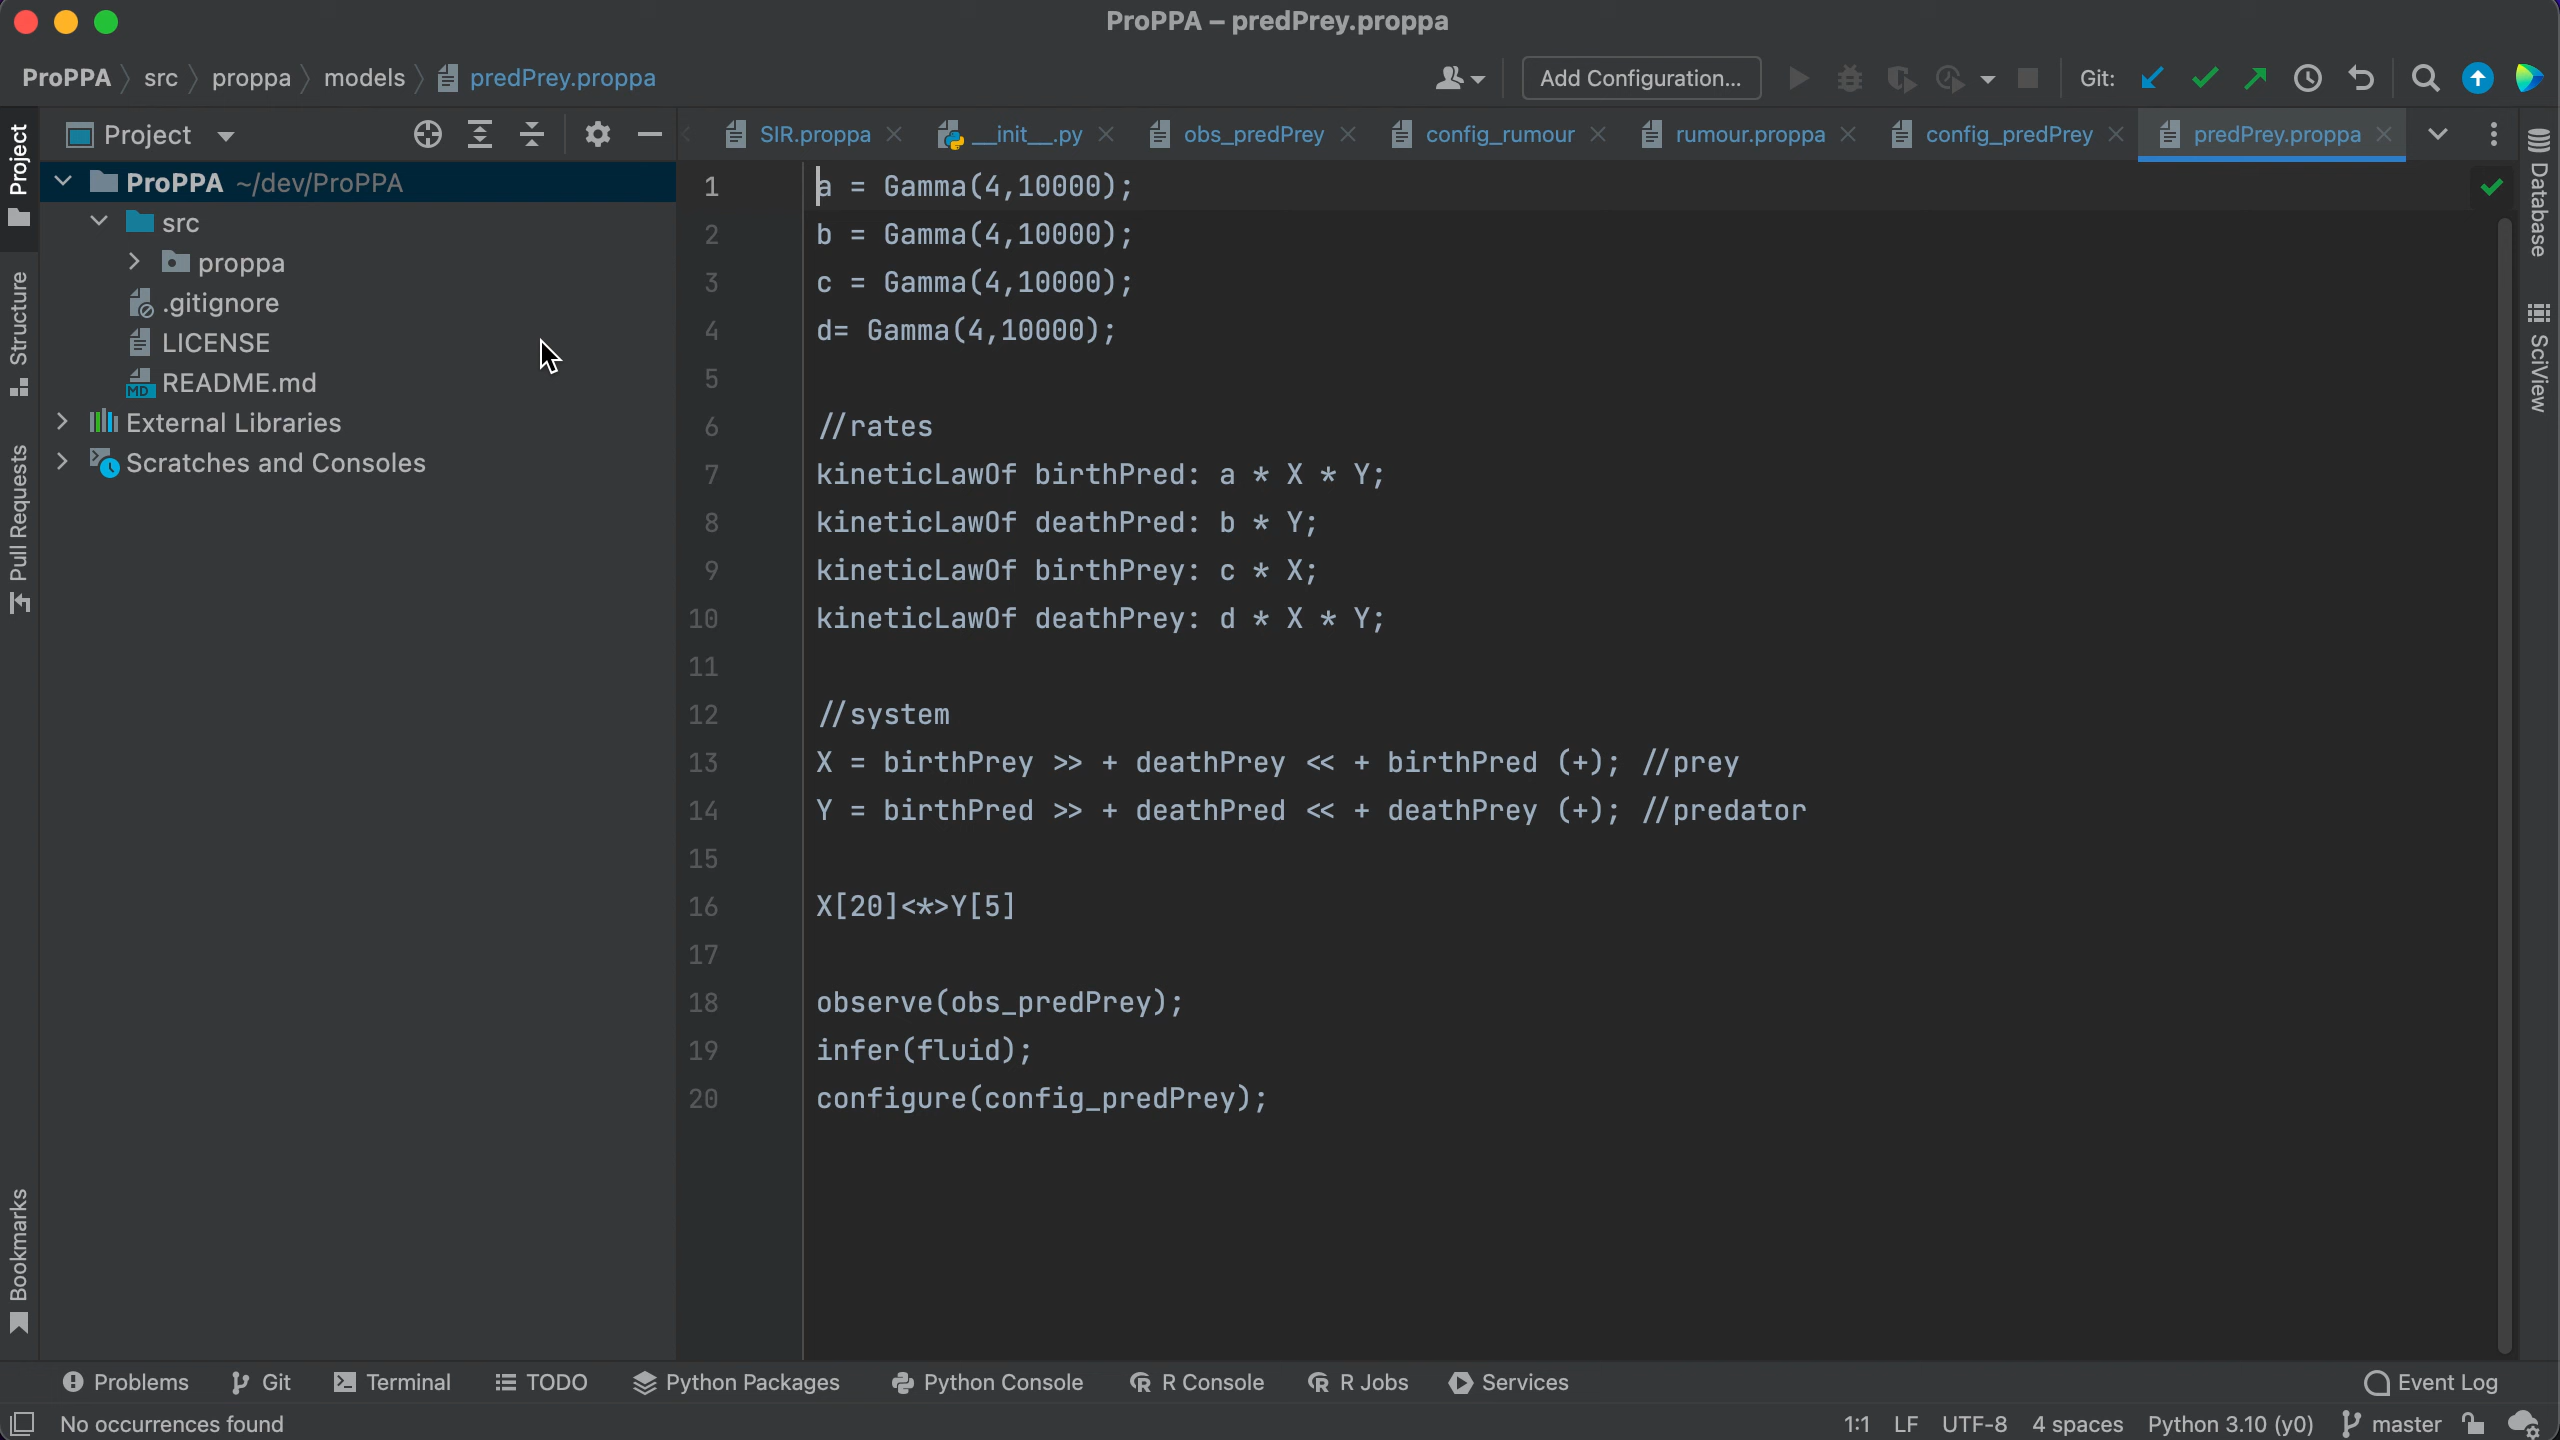 ProPPA – predPrey.proppa
ProPPA src proppa models predPrey.proppa
Add Configuration... Git:
Project
SIR.proppa __init__.py obs_predPrey config_rumour rumour.proppa config_predPrey predPrey.proppa
Project
Structure
Pull Requests
Bookmarks
ProPPA ~/dev/ProPPA
src
proppa
.gitignore
LICENSE
README.md
External Libraries
Scratches and Consoles
1 a = Gamma(4,10000);
2 b = Gamma(4,10000);
3 c = Gamma(4,10000);
4 d= Gamma(4,10000);
5
6 //rates
7 kineticLawOf birthPred: a * X * Y;
8 kineticLawOf deathPred: b * Y;
9 kineticLawOf birthPrey: c * X;
10 kineticLawOf deathPrey: d * X * Y;
11
12 //system
13 X = birthPrey >> + deathPrey << + birthPred (+); //prey
14 Y = birthPred >> + deathPred << + deathPrey (+); //predator
15
16 X[20]<*>Y[5]
17
18 observe(obs_predPrey);
19 infer(fluid);
20 configure(config_predPrey);
Database
SciView
Problems Git Terminal TODO Python Packages Python Console R Console R Jobs Services Event Log
No occurrences found 1:1 LF UTF-8 4 spaces Python 3.10 (y0) master